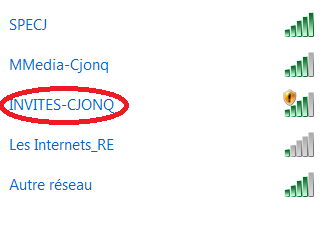 SPECJ
MMedia-Cjonq
INVITES-CJONQ
Les Internets_RE
Autre réseau